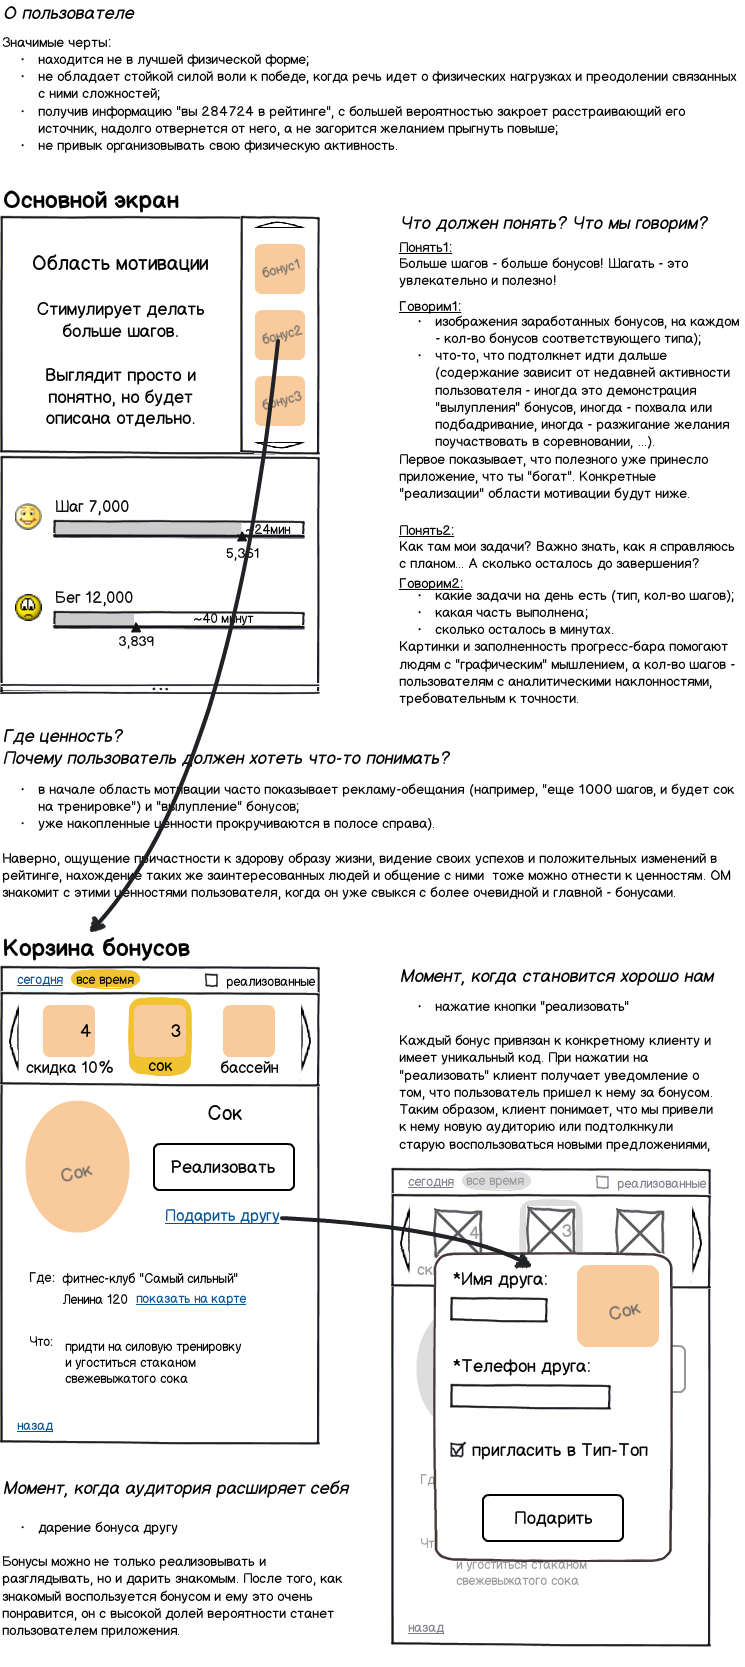 О пользователе
Значимые черты:
· находится не в лучшей физической форме;
· не обладает стойкой силой воли к победе, когда речь идет о физических нагрузках и преодолении связанных
с ними сложностей;
· получив информацию "вы 284724 в рейтинге", с большей вероятностью закроет расстраивающий его
источник, надолго отвернется от него, а не загорится желанием прыгнуть повыше;
· не привык организовывать свою физическую активность.
Основной экран
Область мотивации
Стимулирует делать
больше шагов.
Выглядит просто и
понятно, но будет
описана отдельно.
бонус1
бонус2
бонус3
Шаг 7,000
~24мин
5,361
Бег 12,000
~40 минут
3,839
...
Что должен понять? Что мы говорим?
Понять1:
Больше шагов - больше бонусов! Шагать - это
увлекательно и полезно!
Говорим1:
· изображения заработанных бонусов, на каждом
- кол-во бонусов соответствующего типа);
· что-то, что подтолкнет идти дальше
(содержание зависит от недавней активности
пользователя - иногда это демонстрация
"вылупления" бонусов, иногда - похвала или
подбадривание, иногда - разжигание желания
поучаствовать в соревновании, ...).
Первое показывает, что полезного уже принесло
приложение, что ты "богат". Конкретные
"реализации" области мотивации будут ниже.
Понять2:
Как там мои задачи? Важно знать, как я справляюсь
с планом... А сколько осталось до завершения?
Говорим2:
· какие задачи на день есть (тип, кол-во шагов);
· какая часть выполнена;
· сколько осталось в минутах.
Картинки и заполненность прогресс-бара помогают
людям с "графическим" мышлением, а кол-во шагов -
пользователям с аналитическими наклонностями,
требовательным к точности.
Где ценность?
Почему пользователь должен хотеть что-то понимать?
· в начале область мотивации часто показывает рекламу-обещания (например, "еще 1000 шагов, и будет сок
на тренировке") и "вылупление" бонусов;
· уже накопленные ценности прокручиваются в полосе справа).
Наверно, ощущение причастности к здорову образу жизни, видение своих успехов и положительных изменений в
рейтинге, нахождение таких же заинтересованных людей и общение с ними тоже можно отнести к ценностям. ОМ
знакомит с этими ценностями пользователя, когда он уже свыкся с более очевидной и главной - бонусами.
Корзина бонусов
сегодня все время реализованные
4 3
скидка 10% сок бассейн
Сок
Сок
Реализовать
Подарить другу
Где: фитнес-клуб "Самый сильный"
Ленина 120 показать на карте
Что: придти на силовую тренировку
и угоститься стаканом
свежевыжатого сока
назад
Момент, когда становится хорошо нам
· нажатие кнопки "реализовать"
Каждый бонус привязан к конкретному клиенту и
имеет уникальный код. При нажатии на
"реализовать" клиент получает уведомление о
том, что пользователь пришел к нему за бонусом.
Таким образом, клиент понимает, что мы привели
к нему новую аудиторию или подтолкнкули
старую воспользоваться новыми предложениями,
сегодня все время реализованные
4 3
ск
*Имя друга:
Сок
*Телефон друга:
пригласить в Тип-Топ
Подарить
Гд
Чт
и угоститься стаканом
свежевыжатого сока
назад
Момент, когда аудитория расширяет себя
· дарение бонуса другу
Бонусы можно не только реализовывать и
разглядывать, но и дарить знакомым. После того, как
знакомый воспользуется бонусом и ему это очень
понравится, он с высокой долей вероятности станет
пользователем приложения.